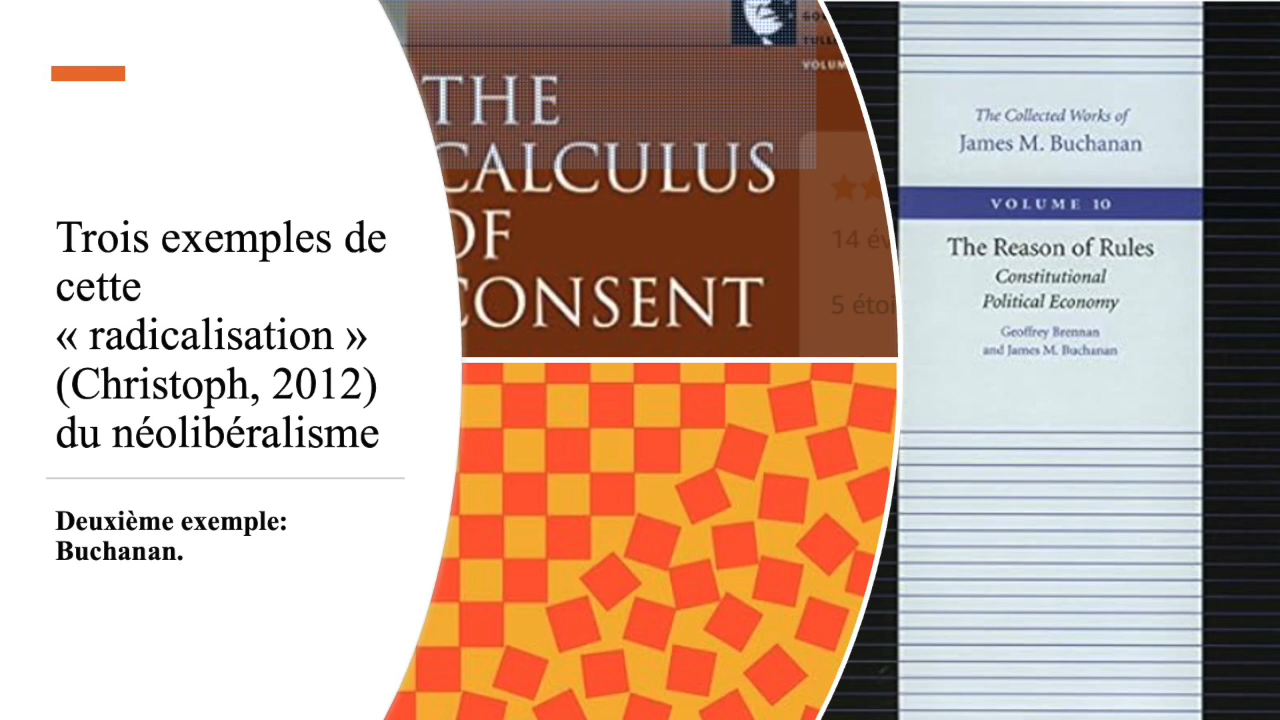 Trois exemples de
cette
« radicalisation »
(Christoph, 2012)
du néolibéralisme
Deuxième exemple:
Buchanan.
VOLUM
THE
CALCULUS
OF
CONSENT
14 év
5 étoi
The Collected Works of
James M. Buchanan
VOLUME 10
The Reason of Rules
Constitutional
Political Economy
Geoffrey Brennan
and James M. Buchanan